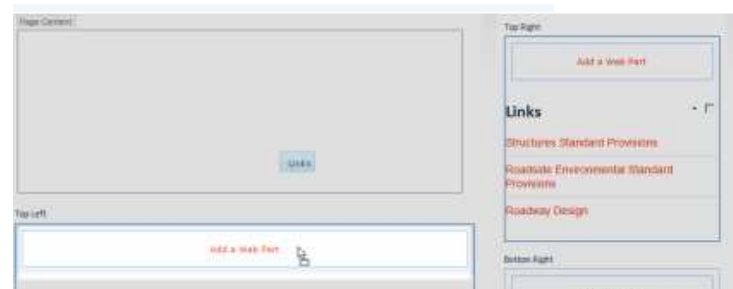 Page Content
Links
Top Left
Add a Web Part
Top Right
Add a Web Part
Links
Structures Standard Provisions
Roadside Environmental Standard
Provisions
Roadway Design
Bottom Right